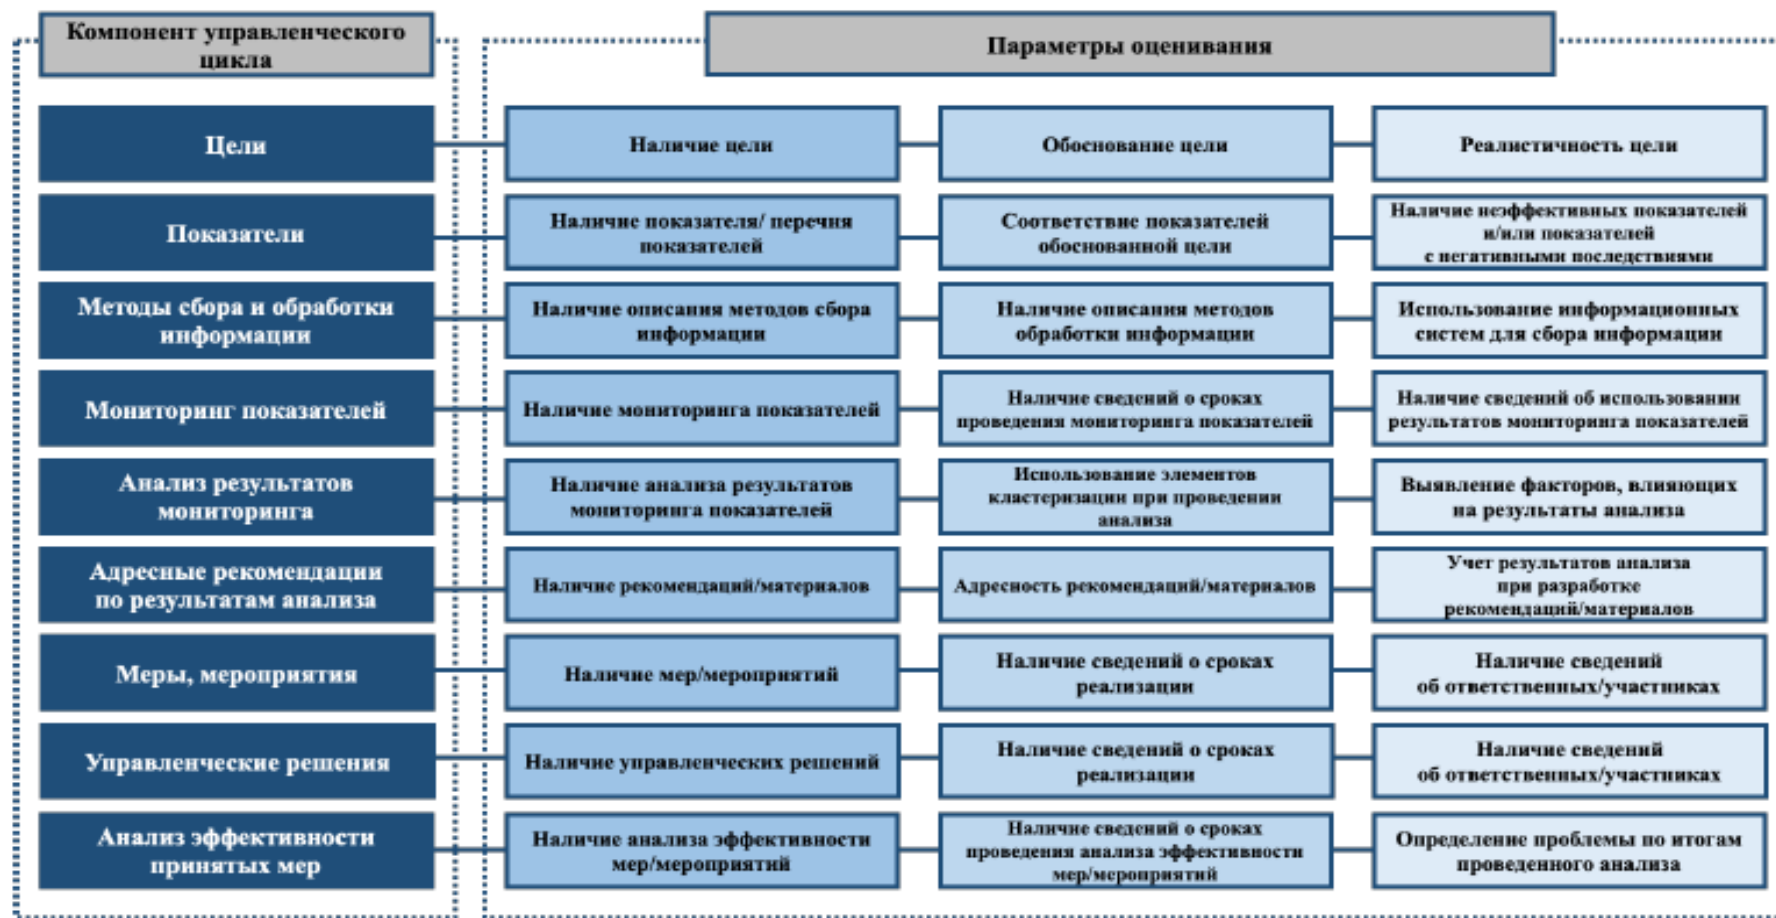 Компонент управленческого
цикла
Параметры оценивания
Цели
Наличие цели
Обоснование цели
Реалистичность цели
Показатели
Наличие показателя/ перечня
показателей
Соответствие показателей
обоснованной цели
Наличие неэффективных показателей
и/или показателей
с негативными последствиями
Методы сбора и обработки
информации
Наличие описания методов сбора
информации
Наличие описания методов
обработки информации
Использование информационных
систем для сбора информации
Мониторинг показателей
Наличие мониторинга показателей
Наличие сведений о сроках
проведения мониторинга показателей
Наличие сведений об использовании
результатов мониторинга показателей
Анализ результатов
мониторинга
Наличие анализа результатов
мониторинга показателей
Использование элементов
кластеризации при проведении
анализа
Выявление факторов, влияющих
на результаты анализа
Адресные рекомендации
по результатам анализа
Наличие рекомендаций/материалов
Адресность рекомендаций/материалов
Учет результатов анализа
при разработке
рекомендаций/материалов
Меры, мероприятия
Наличие мер/мероприятий
Наличие сведений о сроках
реализации
Наличие сведений
об ответственных/участниках
Управленческие решения
Наличие управленческих решений
Наличие сведений о сроках
реализации
Наличие сведений
об ответственных/участниках
Анализ эффективности
принятых мер
Наличие анализа эффективности
мер/мероприятий
Наличие сведений о сроках
проведения анализа эффективности
мер/мероприятий
Определение проблемы по итогам
проведенного анализа